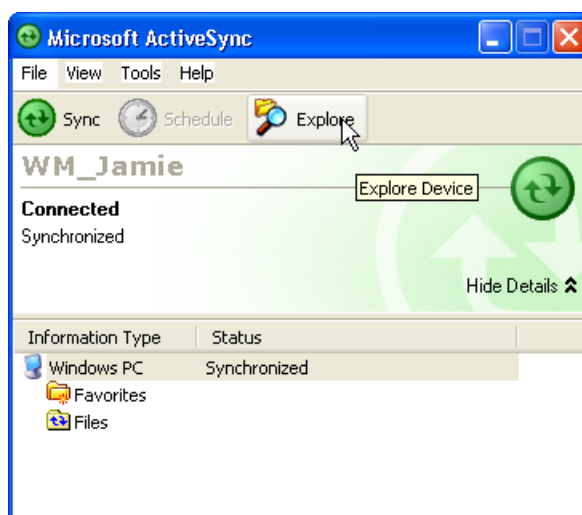 Microsoft ActiveSync
File View Tools Help
Sync Schedule Explore
WM_Jamie
Explore Device
Connected
Synchronized
Hide Details
Information Type Status
Windows PC Synchronized
Favorites
Files